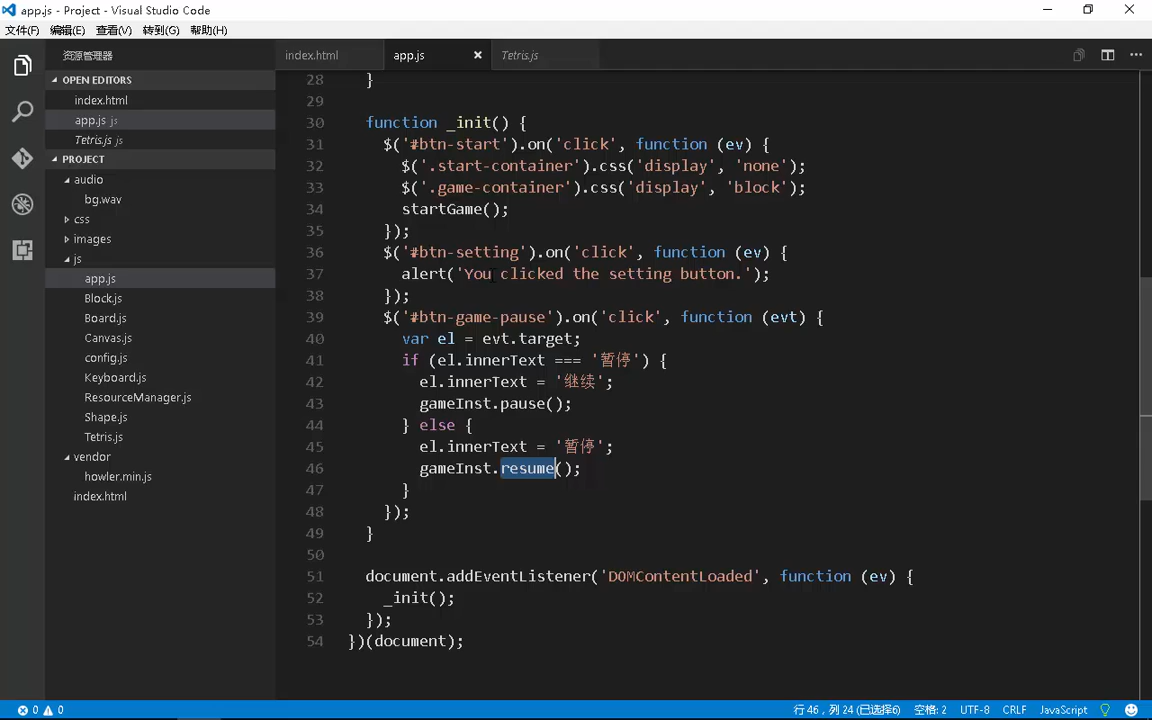 app.js - Project - Visual Studio Code
文件(F) 编辑(E) 查看(V) 转到(G) 帮助(H)
资源管理器
OPEN EDITORS
index.html
app.js js
Tetris.js js
PROJECT
audio
bg.wav
css
images
js
app.js
Block.js
Board.js
Canvas.js
config.js
Keyboard.js
ResourceManager.js
Shape.js
Tetris.js
vendor
howler.min.js
index.html
index.html app.js Tetris.js
28 }
29
30 function _init() {
31 $('#btn-start').on('click', function (ev) {
32 $('.start-container').css('display', 'none');
33 $('.game-container').css('display', 'block');
34 startGame();
35 });
36 $('#btn-setting').on('click', function (ev) {
37 alert('You clicked the setting button.');
38 });
39 $('#btn-game-pause').on('click', function (evt) {
40 var el = evt.target;
41 if (el.innerText === '暂停') {
42 el.innerText = '继续';
43 gameInst.pause();
44 } else {
45 el.innerText = '暂停';
46 gameInst.resume();
47 }
48 });
49 }
50
51 document.addEventListener('DOMContentLoaded', function (ev) {
52 _init();
53 });
54 })(document);
0 0 行 46，列 24 (已选择6) 空格: 2 UTF-8 CRLF JavaScript